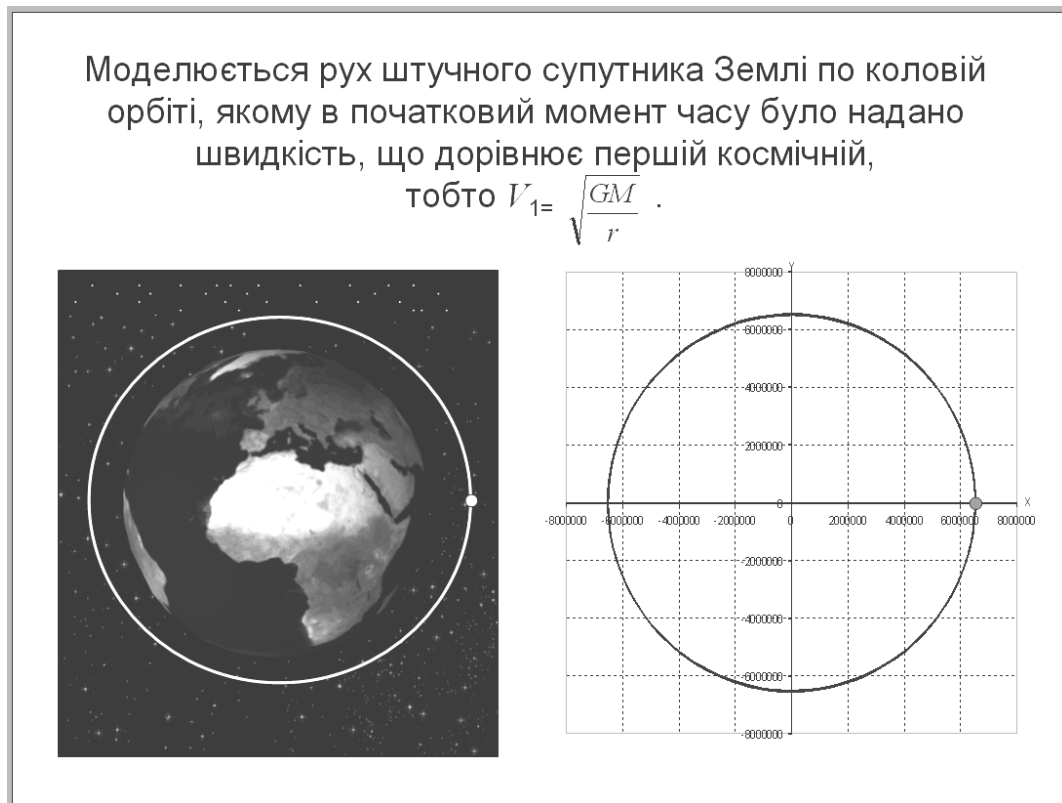 Моделюється рух штучного супутника Землі по коловій
орбіті, якому в початковий момент часу було надано
швидкість, що дорівнює першій космічній,
тобто V1= √(GM/r) .
Y
8000000
6000000
4000000
2000000
0
X
-8000000 -6000000 -4000000 -2000000 0 2000000 4000000 6000000 8000000
-2000000
-4000000
-6000000
-8000000